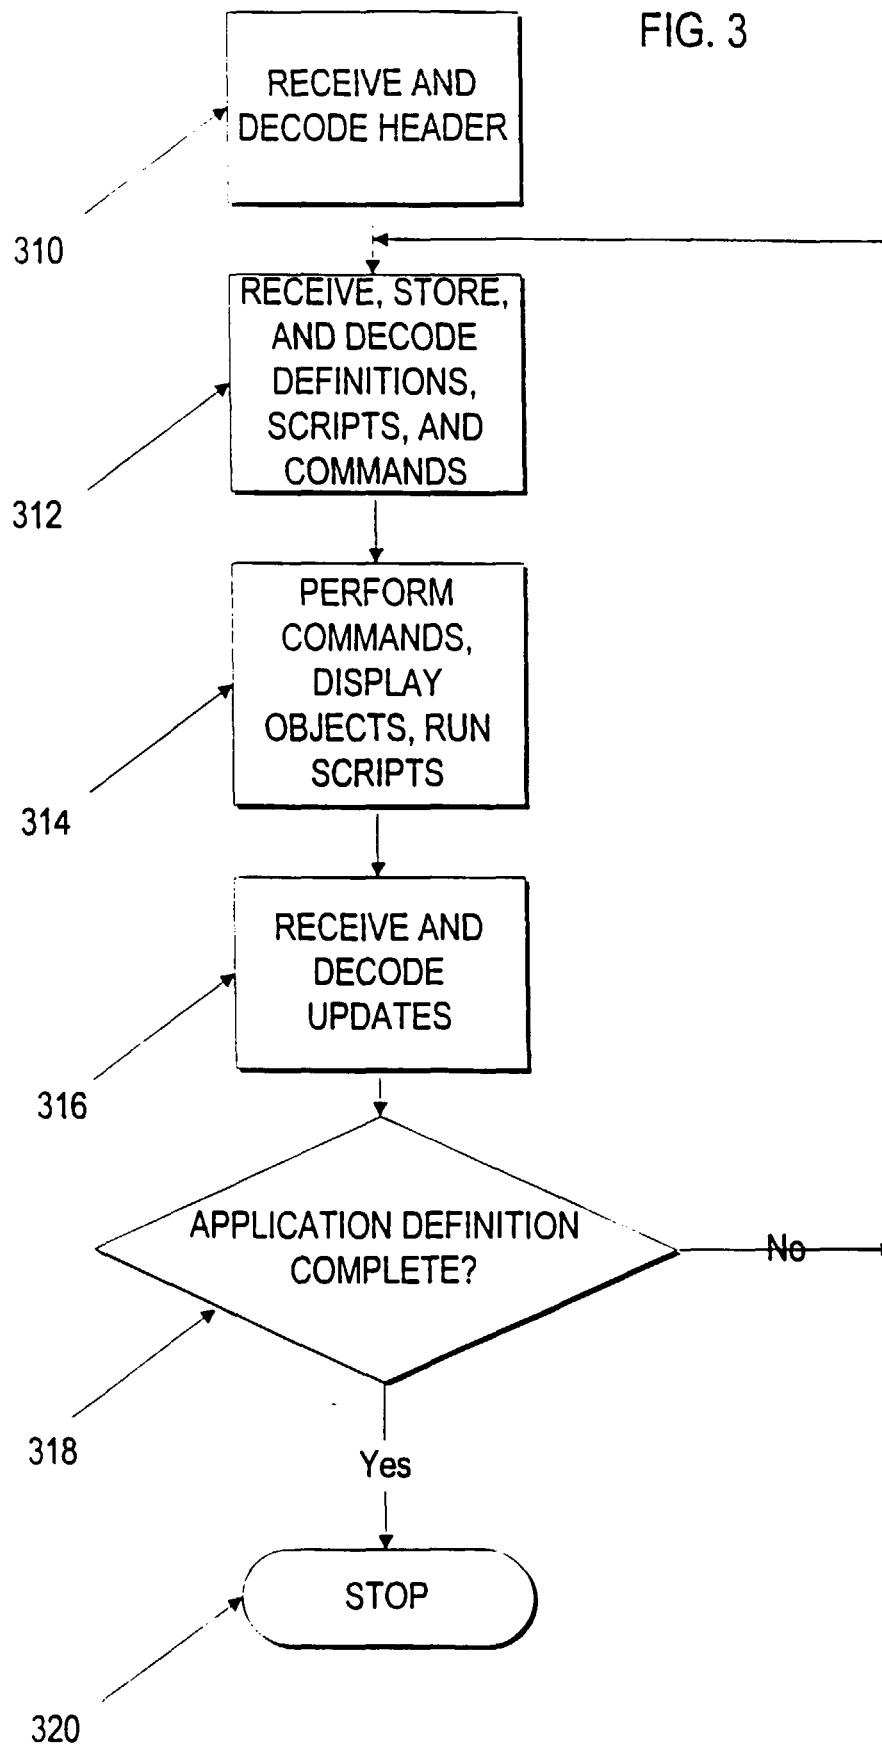 FIG. 3
RECEIVE AND
DECODE HEADER
310
RECEIVE, STORE,
AND DECODE
DEFINITIONS,
SCRIPTS, AND
COMMANDS
312
PERFORM
COMMANDS,
DISPLAY
OBJECTS, RUN
SCRIPTS
314
RECEIVE AND
DECODE
UPDATES
316
APPLICATION DEFINITION
COMPLETE?
No
318
Yes
STOP
320